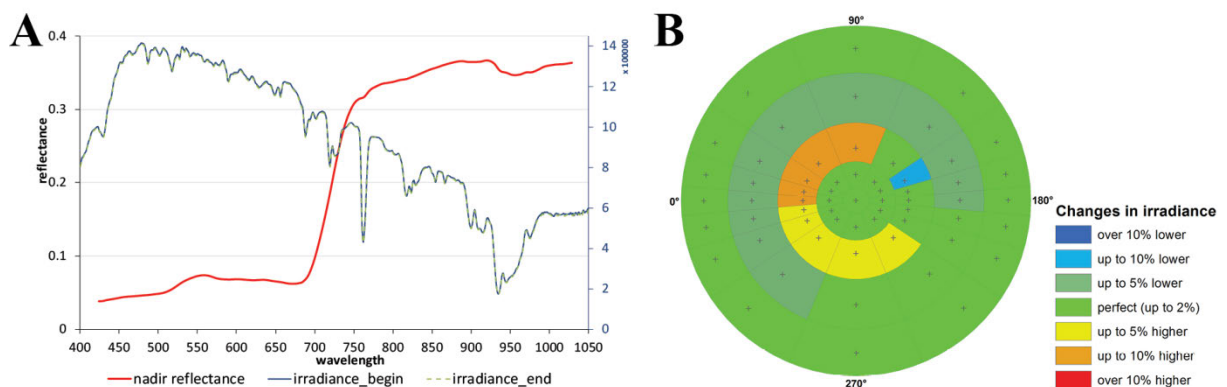 A
0.4
0.3
0.2
0.1
0
reflectance
14
12
10
8
6
4
2
0
x 100000
400 450 500 550 600 650 700 750 800 850 900 950 1000 1050
wavelength
nadir reflectance irradiance_begin irradiance_end
B
90°
0°
180°
270°
Changes in irradiance
over 10% lower
up to 10% lower
up to 5% lower
perfect (up to 2%)
up to 5% higher
up to 10% higher
over 10% higher